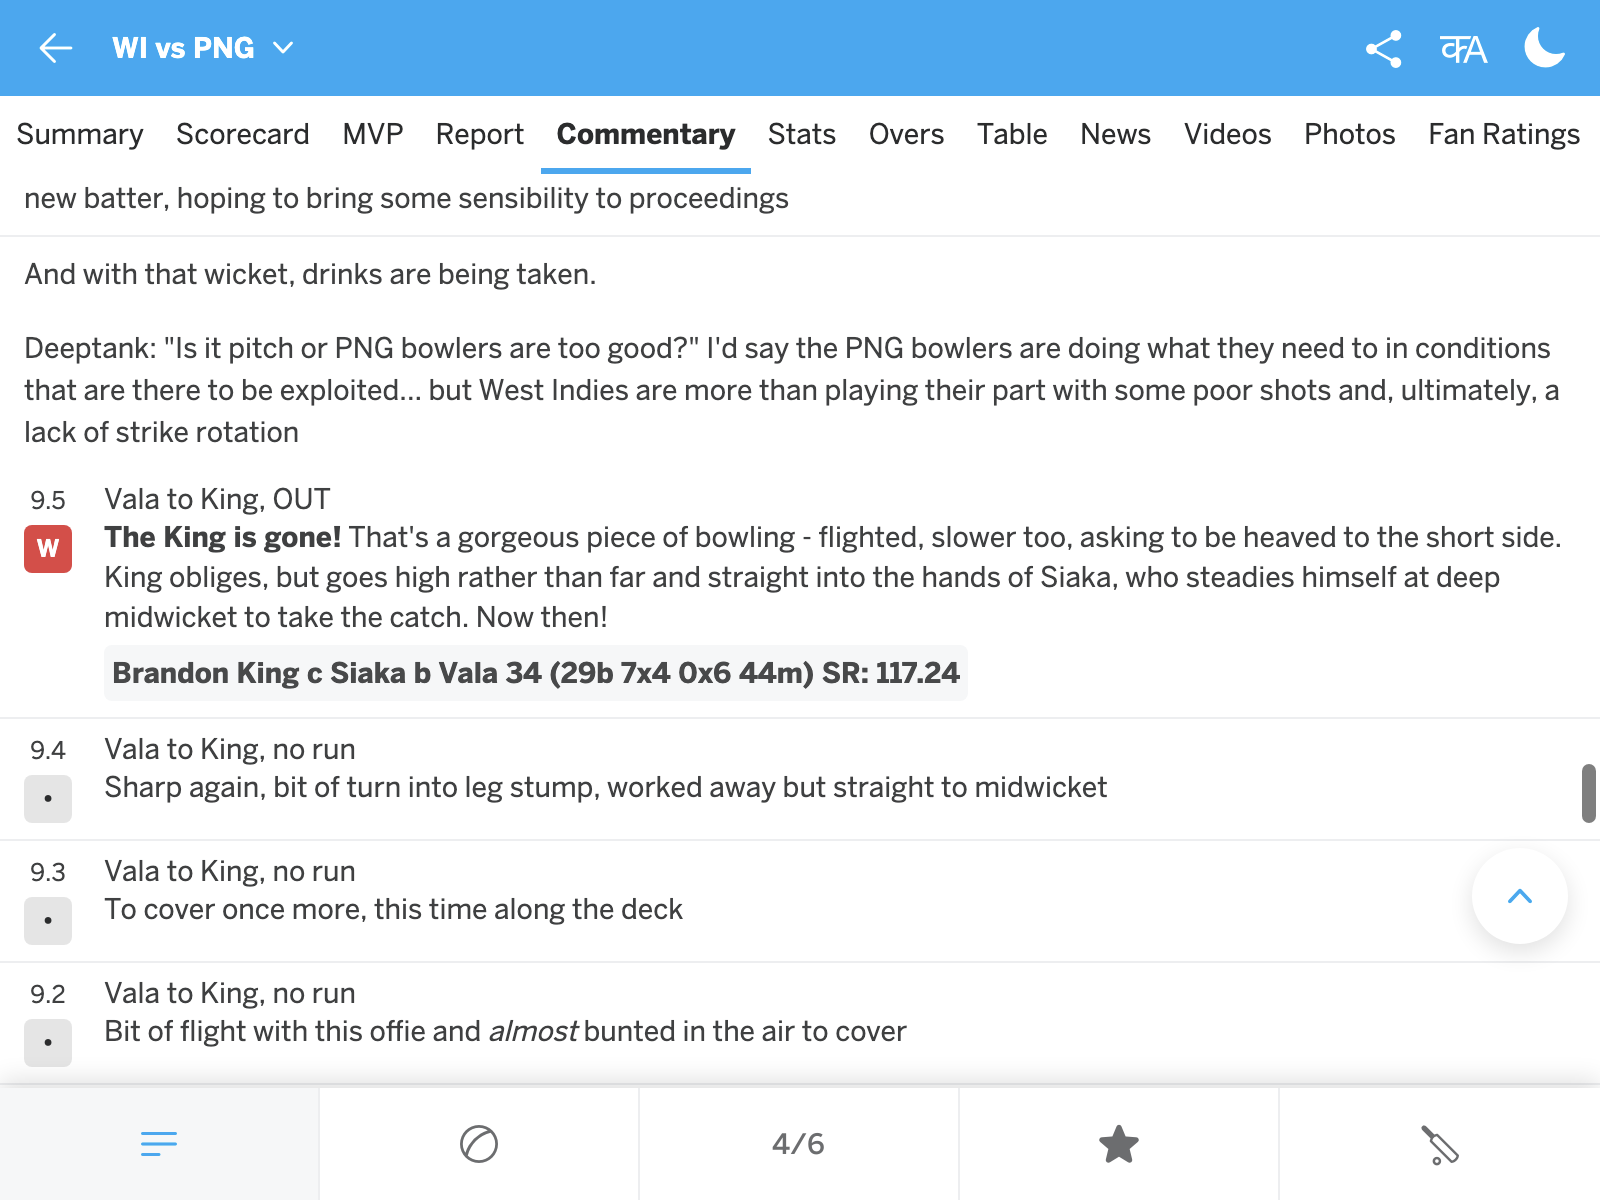 WI vs PNG
क A
Summary Scorecard MVP Report Commentary Stats Overs Table News Videos Photos Fan Ratings
new batter, hoping to bring some sensibility to proceedings
And with that wicket, drinks are being taken.
Deeptank: "Is it pitch or PNG bowlers are too good?" I'd say the PNG bowlers are doing what they need to in conditions
that are there to be exploited... but West Indies are more than playing their part with some poor shots and, ultimately, a
lack of strike rotation
9.5 Vala to King, OUT
W The King is gone! That's a gorgeous piece of bowling - flighted, slower too, asking to be heaved to the short side.
King obliges, but goes high rather than far and straight into the hands of Siaka, who steadies himself at deep
midwicket to take the catch. Now then!
Brandon King c Siaka b Vala 34 (29b 7x4 0x6 44m) SR: 117.24
9.4 Vala to King, no run
• Sharp again, bit of turn into leg stump, worked away but straight to midwicket
9.3 Vala to King, no run
• To cover once more, this time along the deck
9.2 Vala to King, no run
• Bit of flight with this offie and almost bunted in the air to cover
4/6